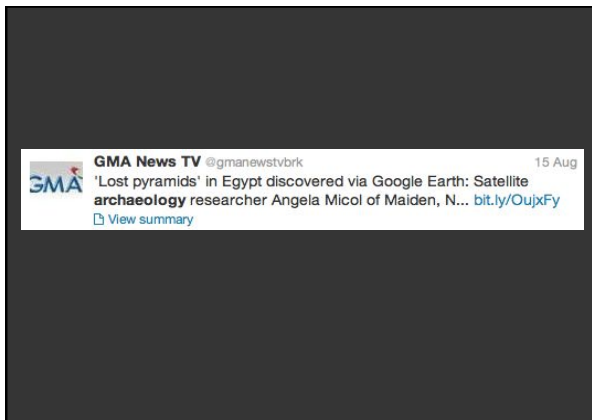 GMA
GMA News TV @gmanewstvbrk 15 Aug
'Lost pyramids' in Egypt discovered via Google Earth: Satellite
archaeology researcher Angela Micol of Maiden, N... bit.ly/OujxFy
View summary